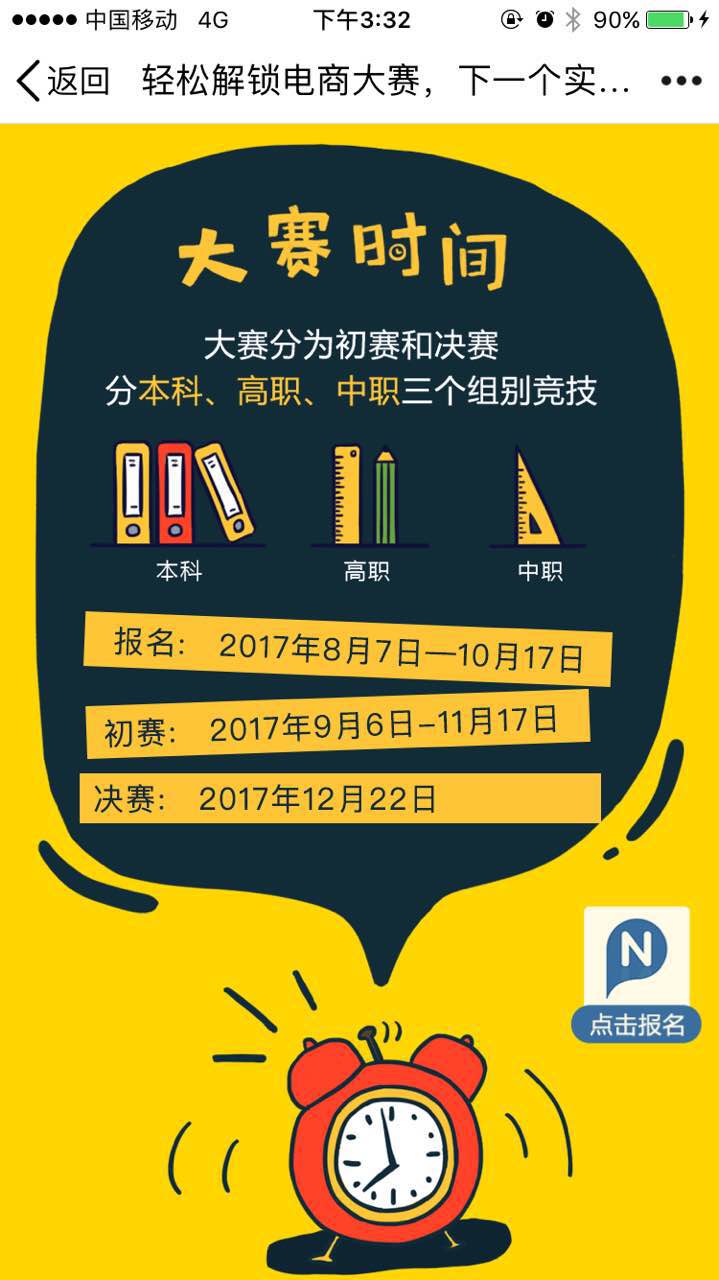 中国移动 4G 下午3:32 90%
返回 轻松解锁电商大赛，下一个实...
大赛时间
大赛分为初赛和决赛
分本科、高职、中职三个组别竞技
本科 高职 中职
报名: 2017年8月7日—10月17日
初赛: 2017年9月6日-11月17日
决赛: 2017年12月22日
N
点击报名